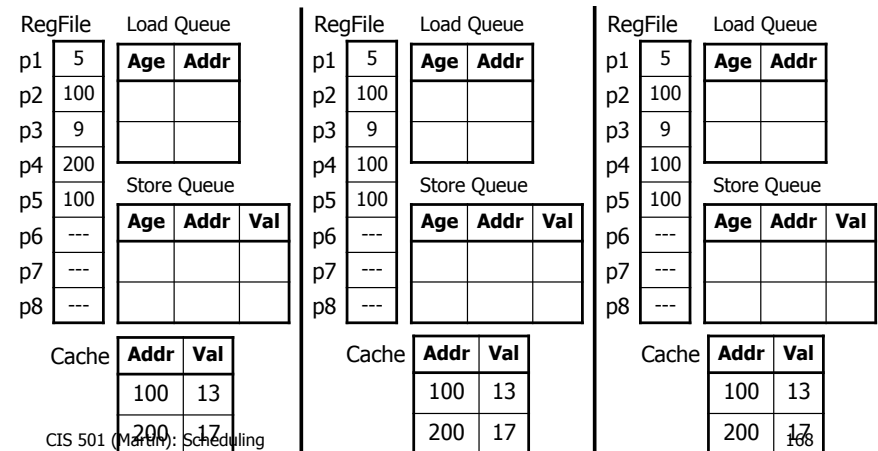 RegFile Load Queue
p1 5 Age Addr
p2 100
p3 9
p4 200
Store Queue
p5 100
Age Addr Val
p6 ---
p7 ---
p8 ---
Cache Addr Val
100 13
200 17
RegFile Load Queue
p1 5 Age Addr
p2 100
p3 9
p4 100
Store Queue
p5 100
Age Addr Val
p6 ---
p7 ---
p8 ---
Cache Addr Val
100 13
200 17
RegFile Load Queue
p1 5 Age Addr
p2 100
p3 9
p4 100
Store Queue
p5 100
Age Addr Val
p6 ---
p7 ---
p8 ---
Cache Addr Val
100 13
200 17
CIS 501 (Martin): Scheduling
168